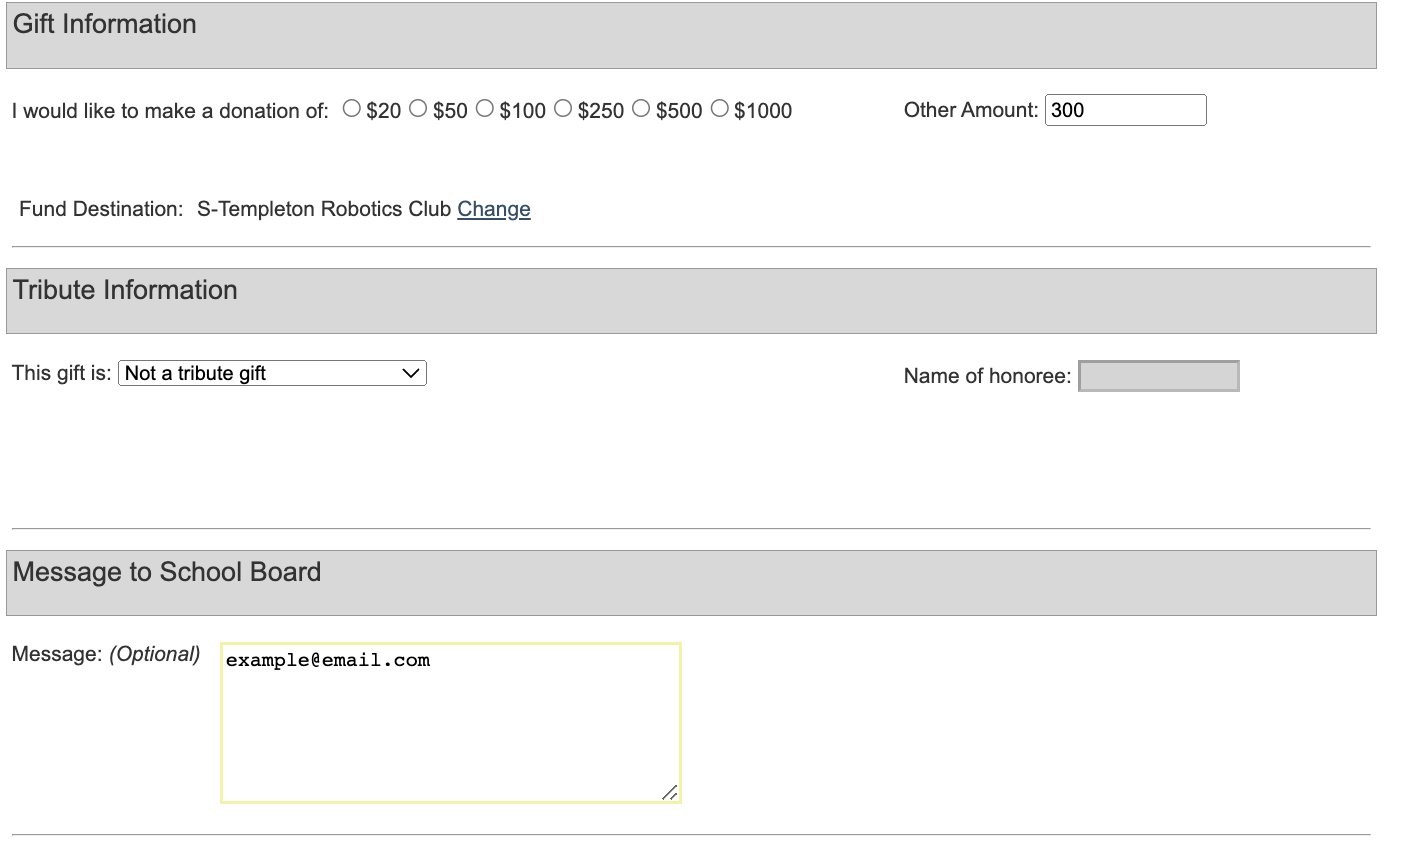 Gift Information
I would like to make a donation of: $20 $50 $100 $250 $500 $1000 Other Amount: 300
Fund Destination: S-Templeton Robotics Club Change
Tribute Information
This gift is: Not a tribute gift Name of honoree:
Message to School Board
Message: (Optional) example@email.com